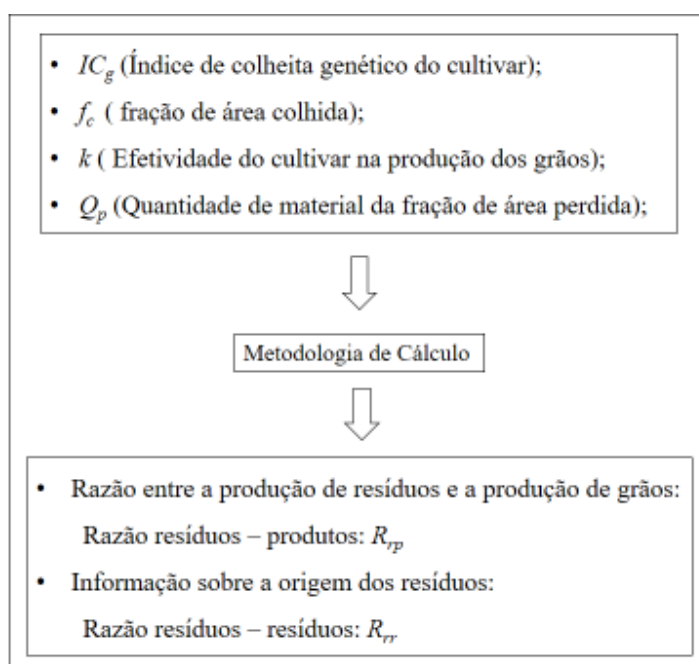 • IC_g (Índice de colheita genético do cultivar);
• f_c ( fração de área colhida);
• k ( Efetividade do cultivar na produção dos grãos);
• Q_p (Quantidade de material da fração de área perdida);
Metodologia de Cálculo
• Razão entre a produção de resíduos e a produção de grãos:
Razão resíduos – produtos: R_rp
• Informação sobre a origem dos resíduos:
Razão resíduos – resíduos: R_rr